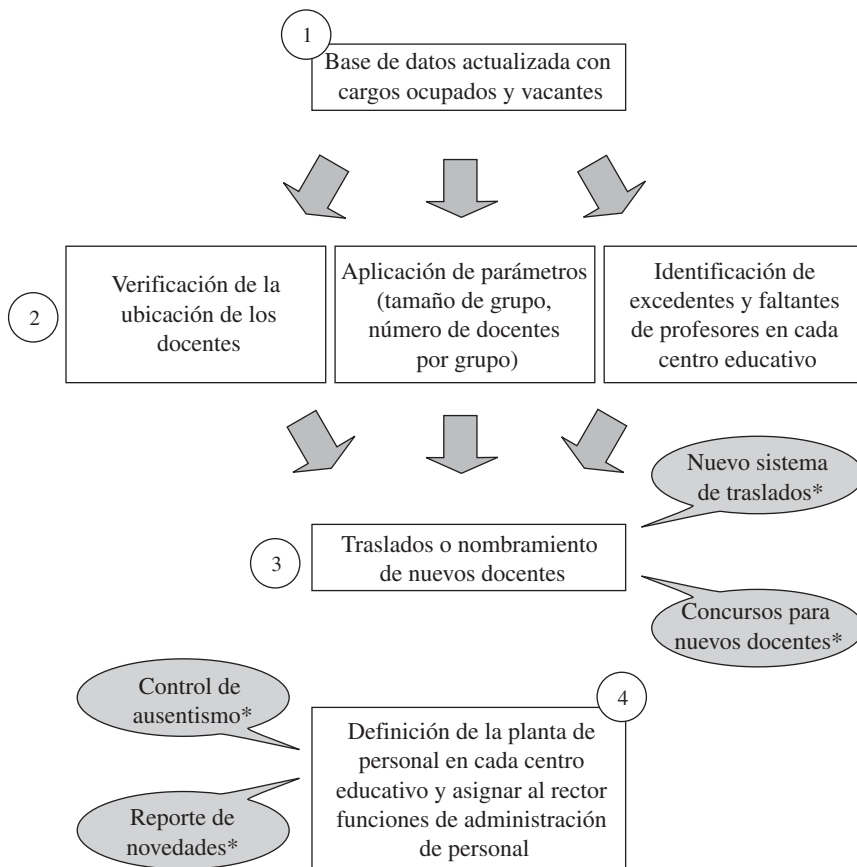 1
Base de datos actualizada con
cargos ocupados y vacantes
2
Verificación de la
ubicación de los
docentes
Aplicación de parámetros
(tamaño de grupo,
número de docentes
por grupo)
Identificación de
excedentes y faltantes
de profesores en cada
centro educativo
Nuevo sistema
de traslados*
3
Traslados o nombramiento
de nuevos docentes
Concursos para
nuevos docentes*
Control de
ausentismo*
4
Definición de la planta de
personal en cada centro
educativo y asignar al rector
funciones de administración
de personal
Reporte de
novedades*